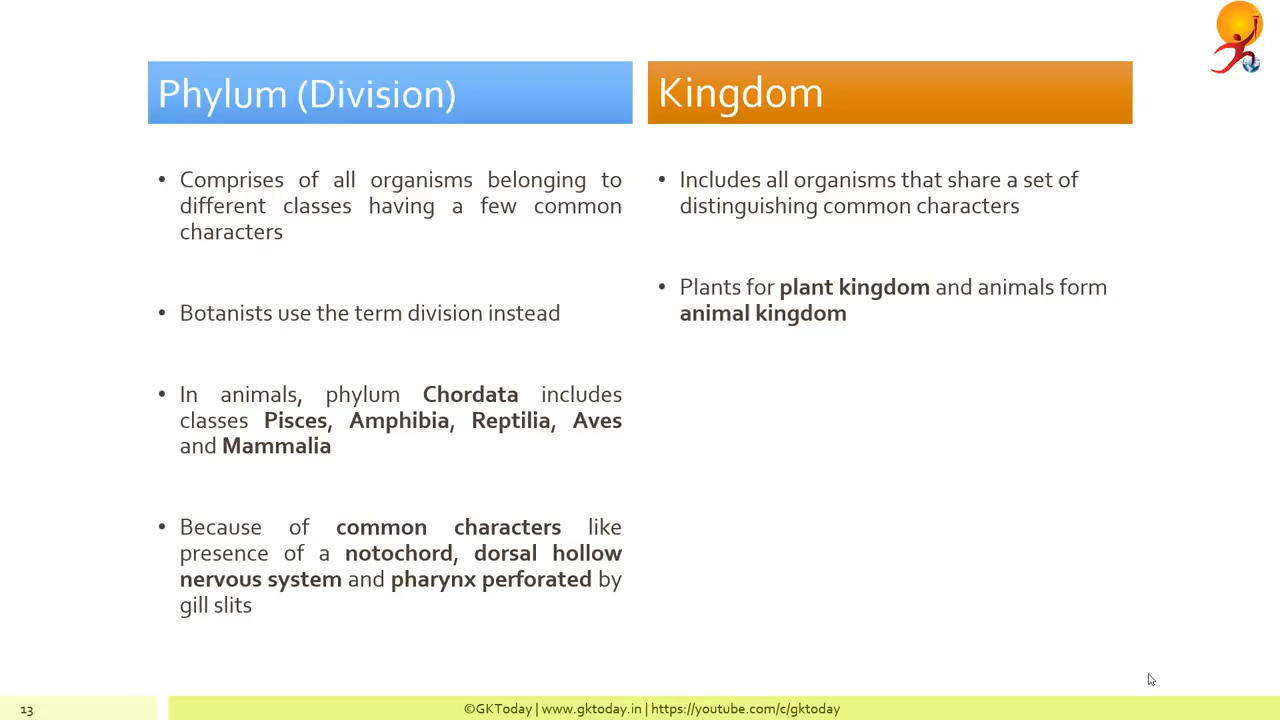 Phylum (Division)
• Comprises of all organisms belonging to
different classes having a few common
characters
• Botanists use the term division instead
• In animals, phylum Chordata includes
classes Pisces, Amphibia, Reptilia, Aves
and Mammalia
• Because of common characters like
presence of a notochord, dorsal hollow
nervous system and pharynx perforated by
gill slits
Kingdom
• Includes all organisms that share a set of
distinguishing common characters
• Plants for plant kingdom and animals form
animal kingdom
13
©GKToday | www.gktoday.in | https://youtube.com/c/gktoday